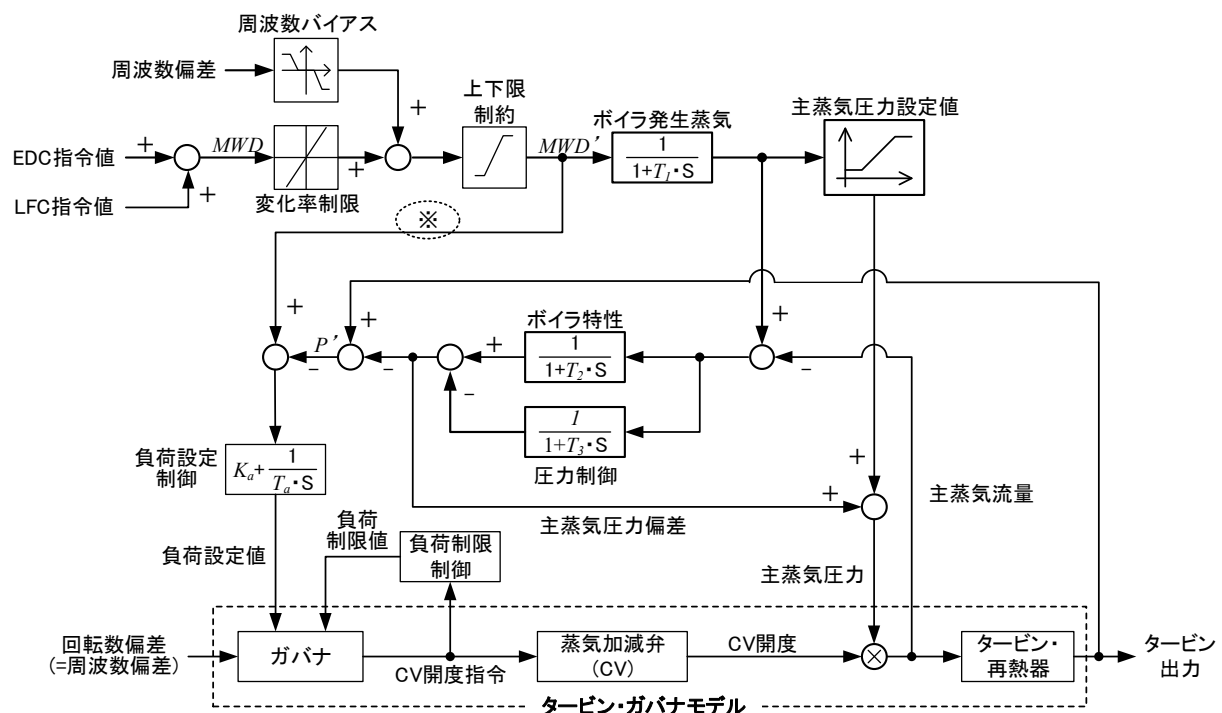 周波数バイアス
周波数偏差
+
上下限
制約
ボイラ発生蒸気
主蒸気圧力設定値
EDC指令値
+
MWD
+
MWD'
1
1+T1・S
LFC指令値
+
変化率制限
※
+
+
+
P'
-
-
ボイラ特性
+
1
1+T2・S
-
-
1
1+T3・S
圧力制御
負荷設定
制御
Ka+
1
Ta・S
+
+
主蒸気流量
主蒸気圧力偏差
負荷
制限値
負荷制限
制御
負荷設定値
主蒸気圧力
回転数偏差
(=周波数偏差)
ガバナ
CV開度指令
蒸気加減弁
(CV)
CV開度
×
タービン・
再熱器
タービン
出力
タービン・ガバナモデル